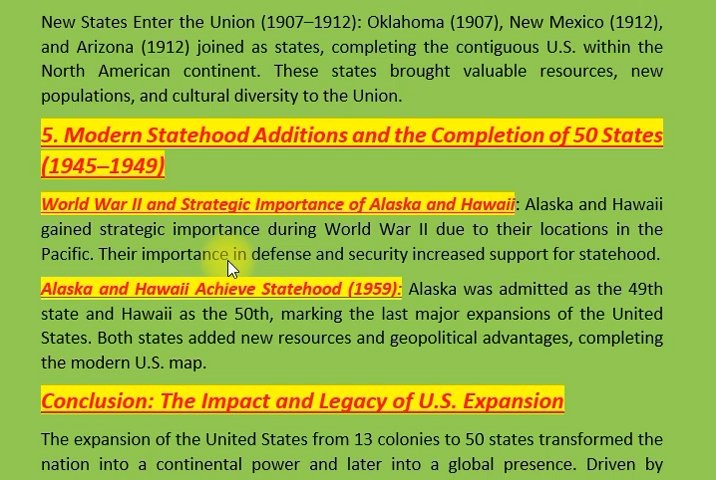 New States Enter the Union (1907–1912): Oklahoma (1907), New Mexico (1912),
and Arizona (1912) joined as states, completing the contiguous U.S. within the
North American continent. These states brought valuable resources, new
populations, and cultural diversity to the Union.
5. Modern Statehood Additions and the Completion of 50 States
(1945–1949)
World War II and Strategic Importance of Alaska and Hawaii: Alaska and Hawaii
gained strategic importance during World War II due to their locations in the
Pacific. Their importance in defense and security increased support for statehood.
Alaska and Hawaii Achieve Statehood (1959): Alaska was admitted as the 49th
state and Hawaii as the 50th, marking the last major expansions of the United
States. Both states added new resources and geopolitical advantages, completing
the modern U.S. map.
Conclusion: The Impact and Legacy of U.S. Expansion
The expansion of the United States from 13 colonies to 50 states transformed the
nation into a continental power and later into a global presence. Driven by